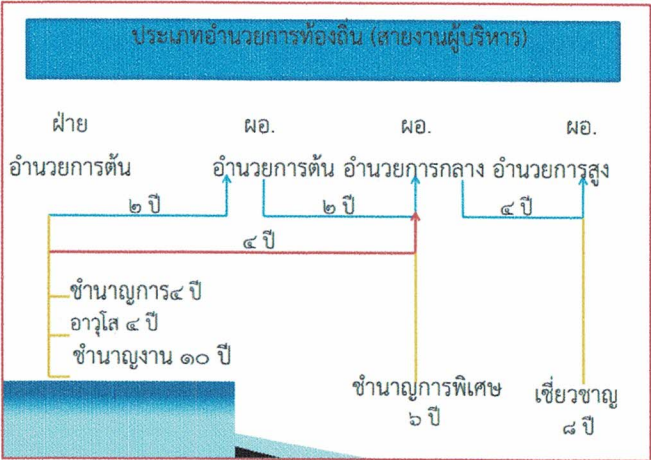 ประเภทอำนวยการท้องถิ่น (สายงานผู้บริหาร)
ฝ่าย ผอ. ผอ. ผอ.
อำนวยการต้น อำนวยการต้น อำนวยการกลาง อำนวยการสูง
๒ ปี ๒ ปี ๔ ปี
๔ ปี
ชำนาญการ๔ ปี
อาวุโส ๔ ปี
ชำนาญงาน ๑๐ ปี
ชำนาญการพิเศษ
๖ ปี
เชี่ยวชาญ
๘ ปี